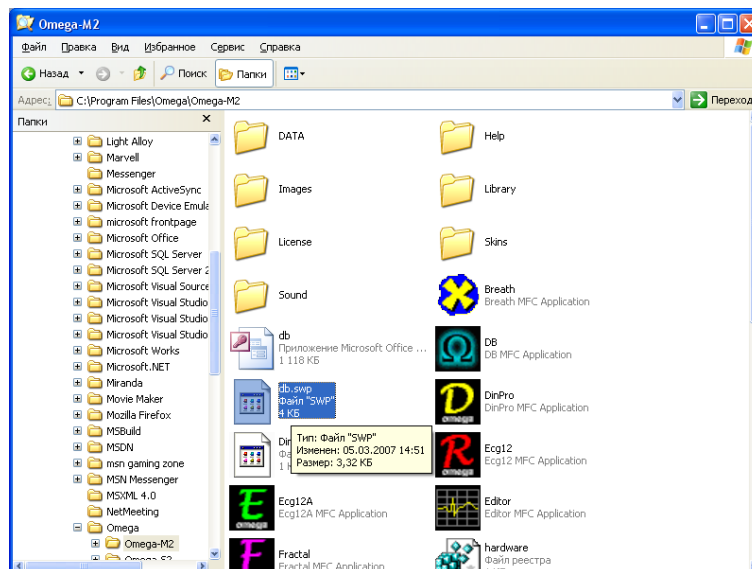 Omega-M2
Файл Правка Вид Избранное Сервис Справка
Назад Поиск Папки
Адрес: C:\Program Files\Omega\Omega-M2 Переход
Папки
Light Alloy
Marvell
Messenger
Microsoft ActiveSync
Microsoft Device Emula
microsoft frontpage
Microsoft Office
Microsoft SQL Server
Microsoft SQL Server 2
Microsoft Visual Source
Microsoft Visual Studio
Microsoft Visual Studio
Microsoft Visual Studio
Microsoft Works
Microsoft.NET
Miranda
Movie Maker
Mozilla Firefox
MSBuild
MSDN
msn gaming zone
MSN Messenger
MSXML 4.0
NetMeeting
Omega
Omega-M2
DATA
Help
Images
Library
License
Skins
Sound
Breath
Breath MFC Application
db
Приложение Microsoft Office ...
1 118 КБ
DB
DB MFC Application
db.swp
Файл "SWP"
4 КБ
DinPro
DinPro MFC Application
Тип: Файл "SWP"
Изменен: 05.03.2007 14:51
Размер: 3,32 КБ
Ecg12
Ecg12 MFC Application
Ecg12A
Ecg12A MFC Application
Editor
Editor MFC Application
Fractal
Fractal MFC Application
hardware
Файл реестра